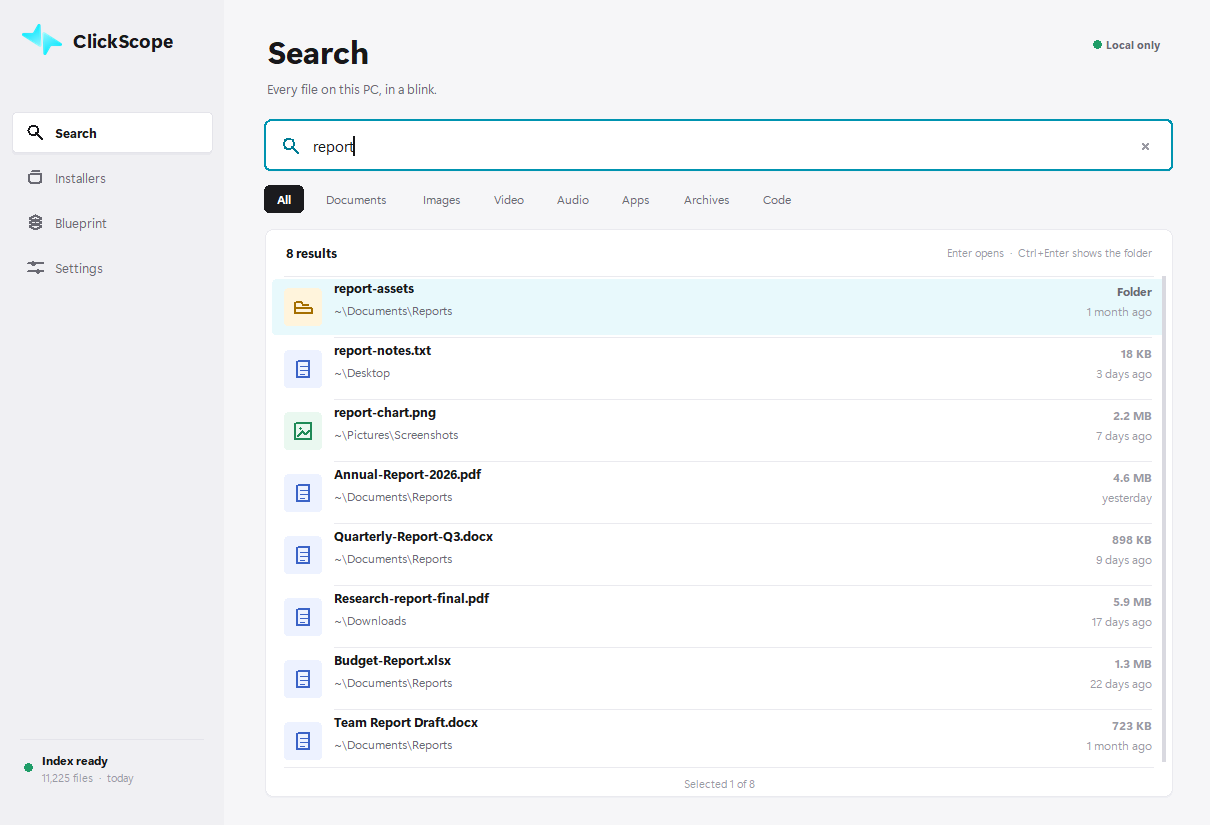 ClickScope
Search
Installers
Blueprint
Settings
Index ready
11,225 files · today
Search
Local only
Every file on this PC, in a blink.
report
All Documents Images Video Audio Apps Archives Code
8 results
Enter opens · Ctrl+Enter shows the folder
report-assets
Folder
~\Documents\Reports
1 month ago
report-notes.txt
18 KB
~\Desktop
3 days ago
report-chart.png
2.2 MB
~\Pictures\Screenshots
7 days ago
Annual-Report-2026.pdf
4.6 MB
~\Documents\Reports
yesterday
Quarterly-Report-Q3.docx
898 KB
~\Documents\Reports
9 days ago
Research-report-final.pdf
5.9 MB
~\Downloads
17 days ago
Budget-Report.xlsx
1.3 MB
~\Documents\Reports
22 days ago
Team Report Draft.docx
723 KB
~\Documents\Reports
1 month ago
Selected 1 of 8